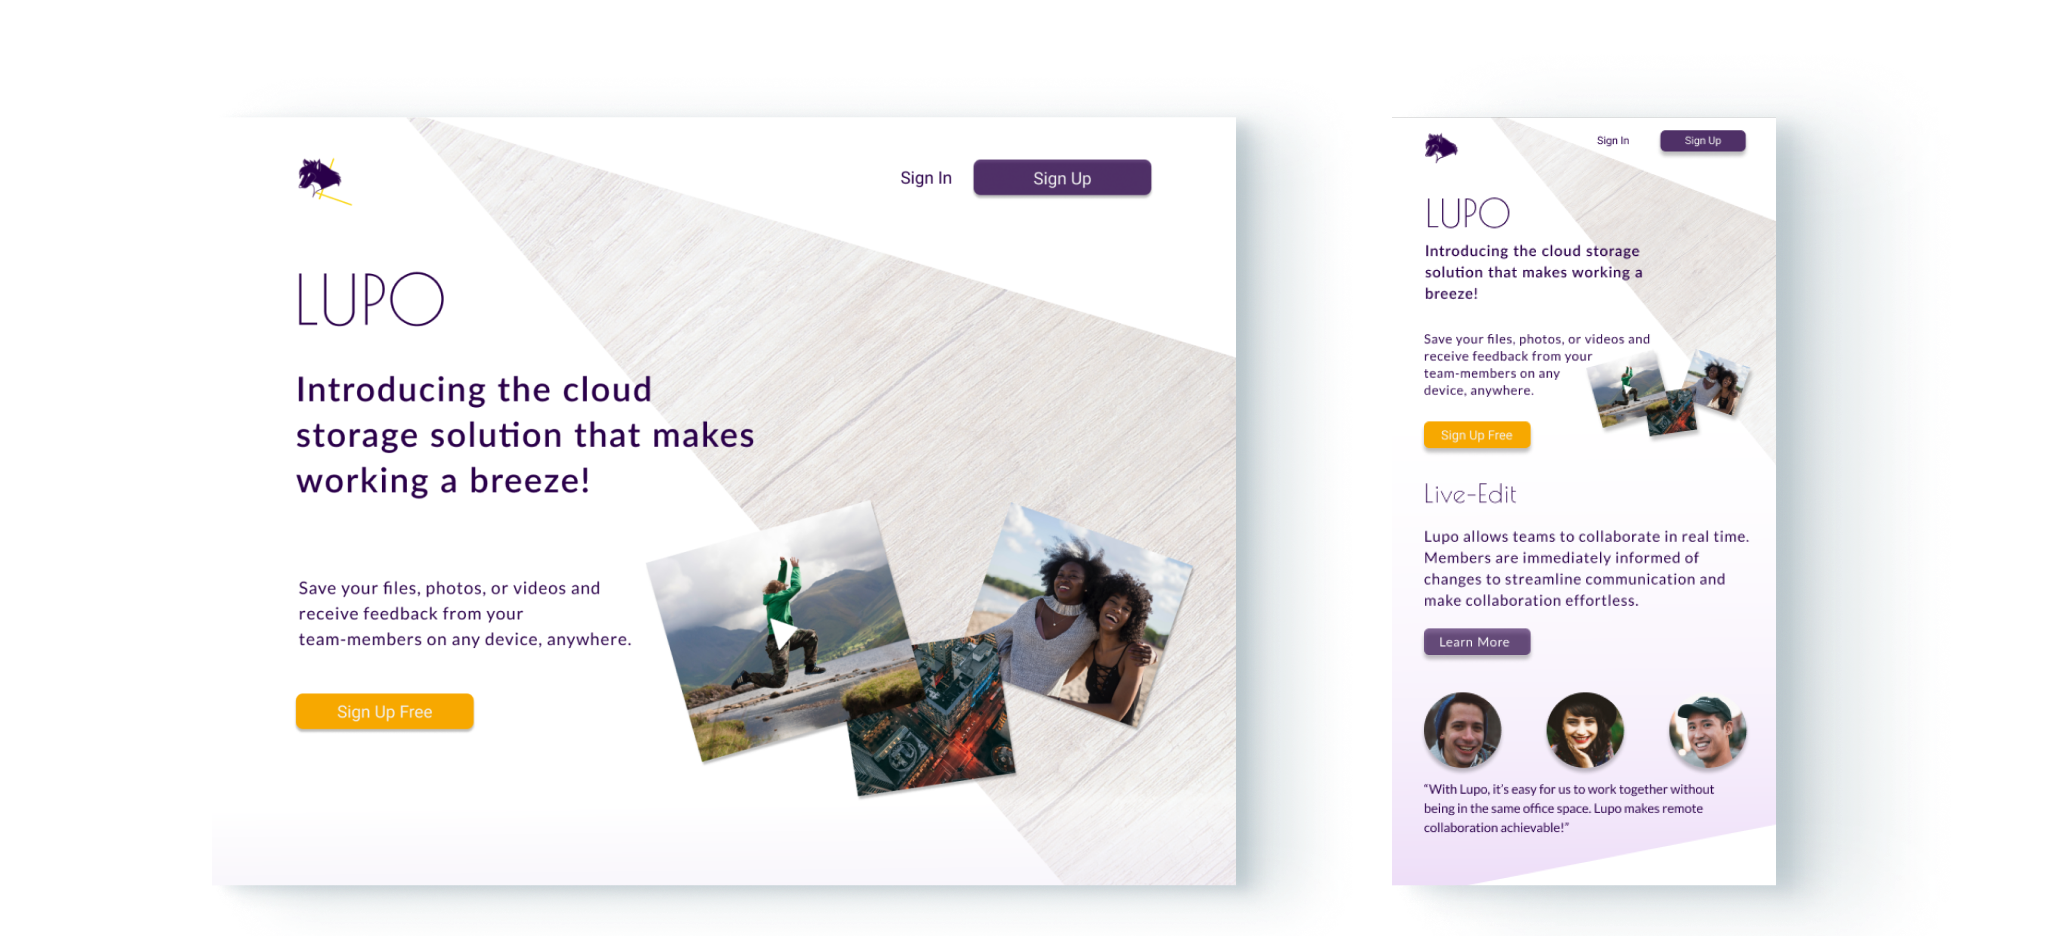 Sign In
Sign Up
LUPO
Introducing the cloud
storage solution that makes
working a breeze!
Save your files, photos, or videos and
receive feedback from your
team-members on any device, anywhere.
Sign Up Free
Sign In
Sign Up
LUPO
Introducing the cloud storage
solution that makes working a
breeze!
Save your files, photos, or videos and
receive feedback from your
team-members on any
device, anywhere.
Sign Up Free
Live-Edit
Lupo allows teams to collaborate in real time.
Members are immediately informed of
changes to streamline communication and
make collaboration effortless.
Learn More
“With Lupo, it’s easy for us to work together without
being in the same office space. Lupo makes remote
collaboration achievable!”